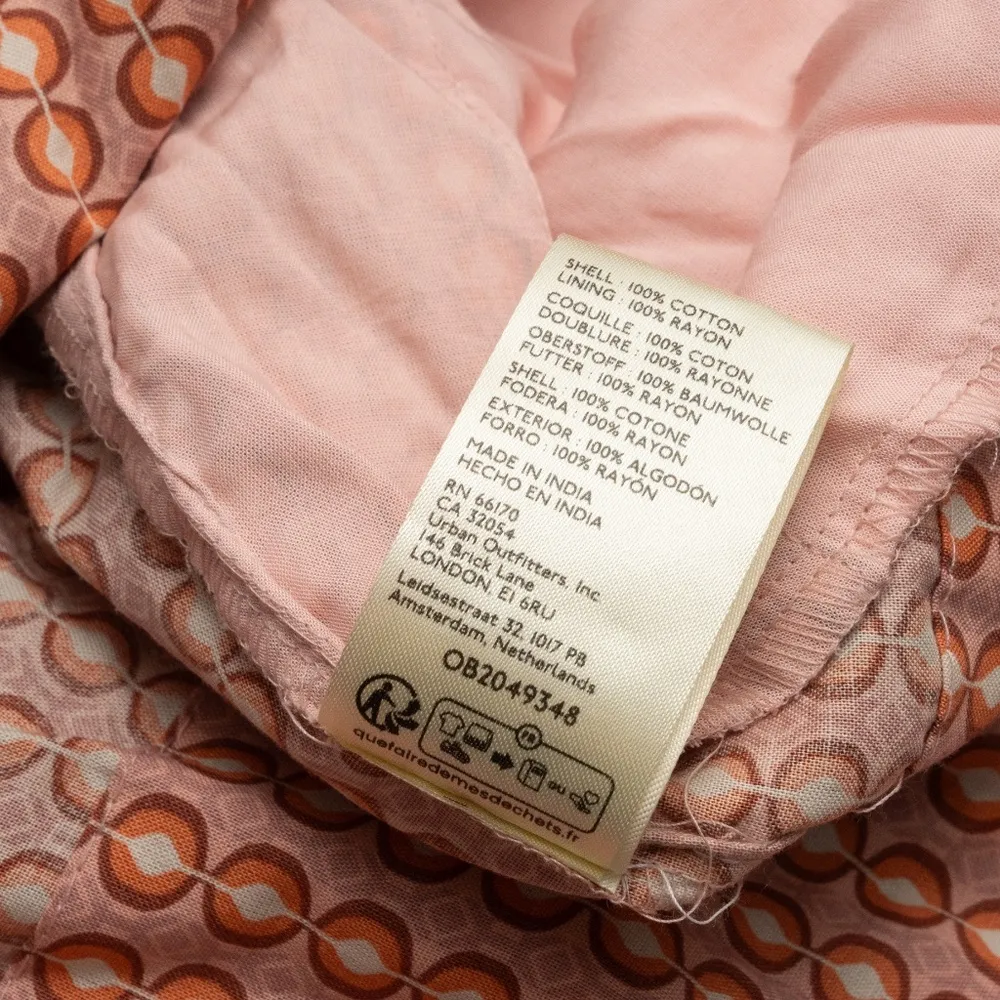 SHELL : 100% COTTON
LINING : 100% RAYON
COQUILLE : 100% COTON
DOUBLURE : 100% RAYONNE
OBERSTOFF : 100% BAUMWOLLE
FUTTER : 100% RAYON
SHELL : 100% COTONE
FODERA : 100% RAYON
EXTERIOR : 100% ALGODÓN
FORRO : 100% RAYÓN
MADE IN INDIA
HECHO EN INDIA
RN 66170
CA 32054
Urban Outfitters, Inc
146 Brick Lane
LONDON, E1 6RU
Leidsestraat 32, 1017 PB
Amsterdam, Netherlands
OB2049348
FR
ou
quefairedemesdechets.fr